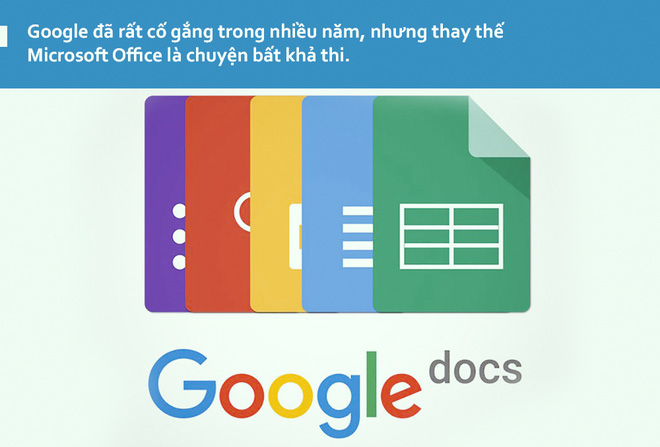 Google đã rất cố gắng trong nhiều năm, nhưng thay thế
Microsoft Office là chuyện bất khả thi.
Google docs